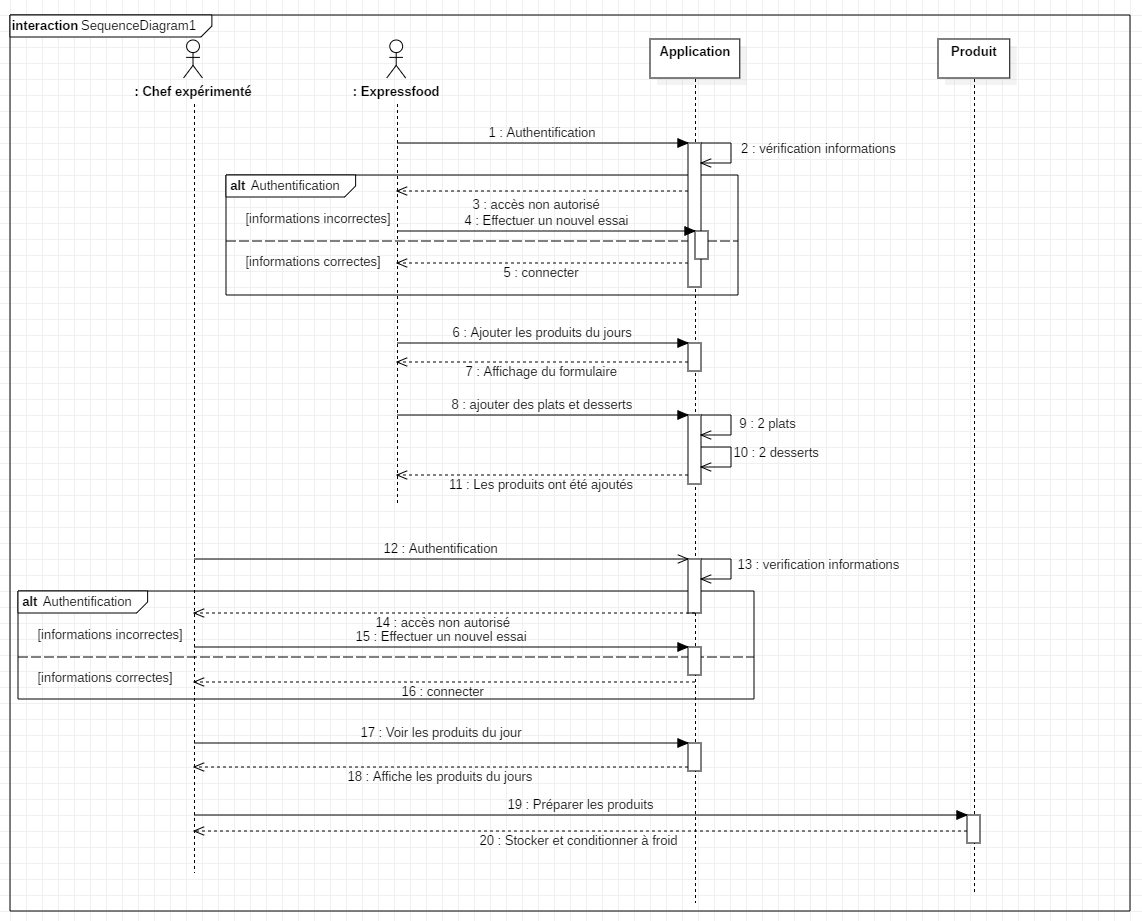 interaction SequenceDiagram1
: Chef expérimenté
: Expressfood
Application
Produit
1 : Authentification
2 : vérification informations
alt Authentification
3 : accès non autorisé
[informations incorrectes]
4 : Effectuer un nouvel essai
[informations correctes]
5 : connecter
6 : Ajouter les produits du jours
7 : Affichage du formulaire
8 : ajouter des plats et desserts
9 : 2 plats
10 : 2 desserts
11 : Les produits ont été ajoutés
12 : Authentification
13 : verification informations
alt Authentification
14 : accès non autorisé
[informations incorrectes]
15 : Effectuer un nouvel essai
[informations correctes]
16 : connecter
17 : Voir les produits du jour
18 : Affiche les produits du jours
19 : Préparer les produits
20 : Stocker et conditionner à froid